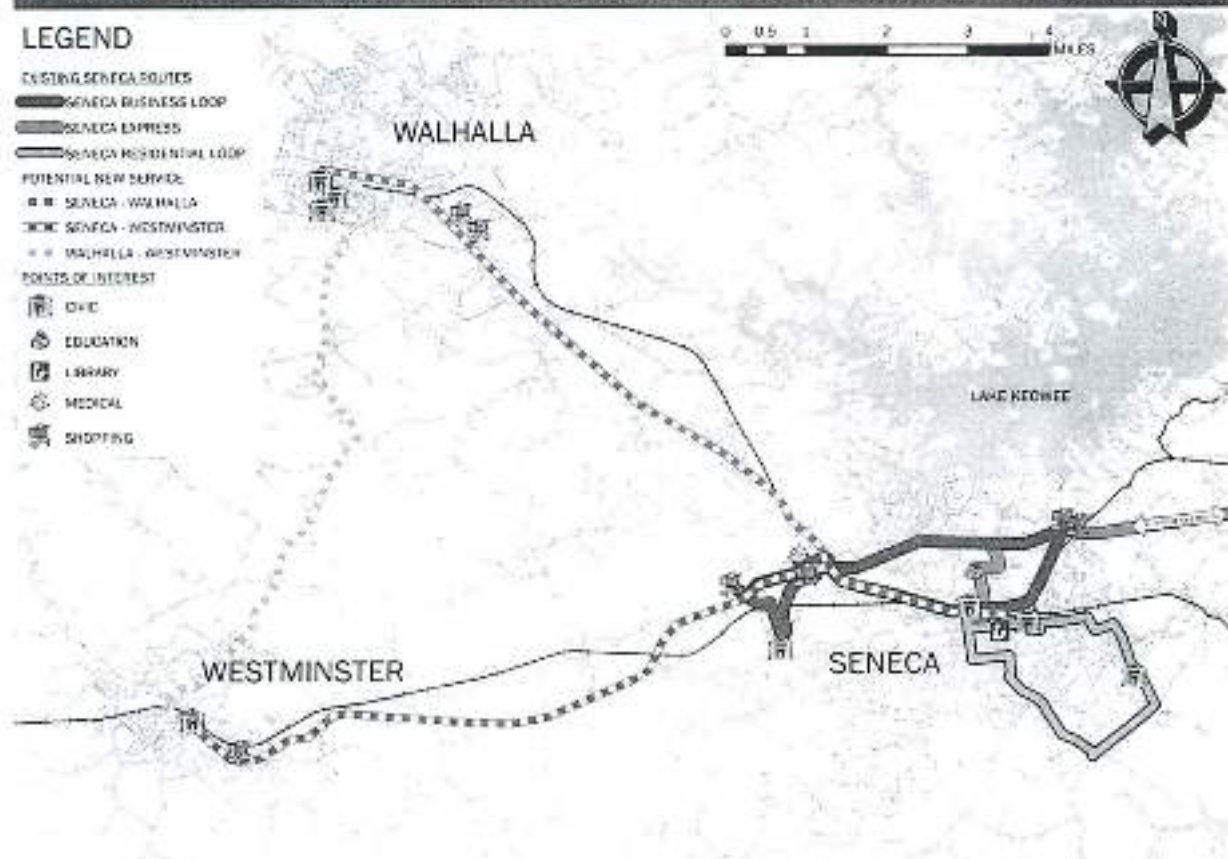 LEGEND
EXISTING SENECA ROUTES
SENECA BUSINESS LOOP
SENECA EXPRESS
SENECA RESIDENTIAL LOOP
POTENTIAL NEW SERVICE
SENECA - WALHALLA
SENECA - WESTMINSTER
WALHALLA - WESTMINSTER
POINTS OF INTEREST
CIVIC
EDUCATION
LIBRARY
MEDICAL
SHOPPING
0 0.5 1 2 3 4
MILES
N
WALHALLA
LAKE KEOWEE
SENECA
WESTMINSTER